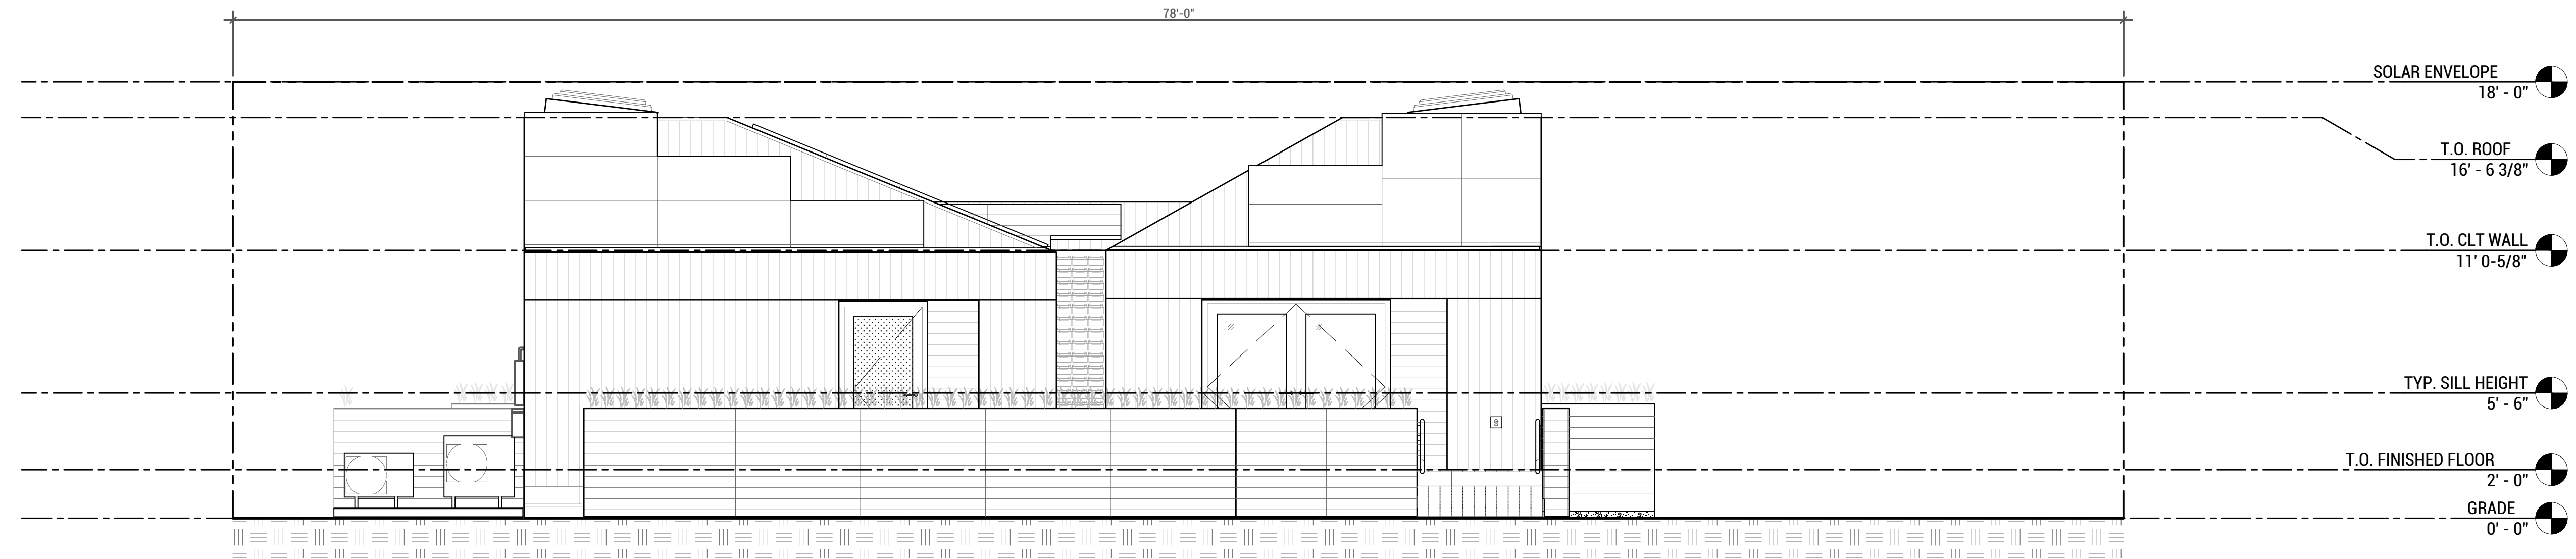 78'-0"
SOLAR ENVELOPE
18' - 0"
T.O. ROOF
16' - 6 3/8"
T.O. CLT WALL
11' 0-5/8"
TYP. SILL HEIGHT
5' - 6"
T.O. FINISHED FLOOR
2' - 0"
GRADE
0' - 0"